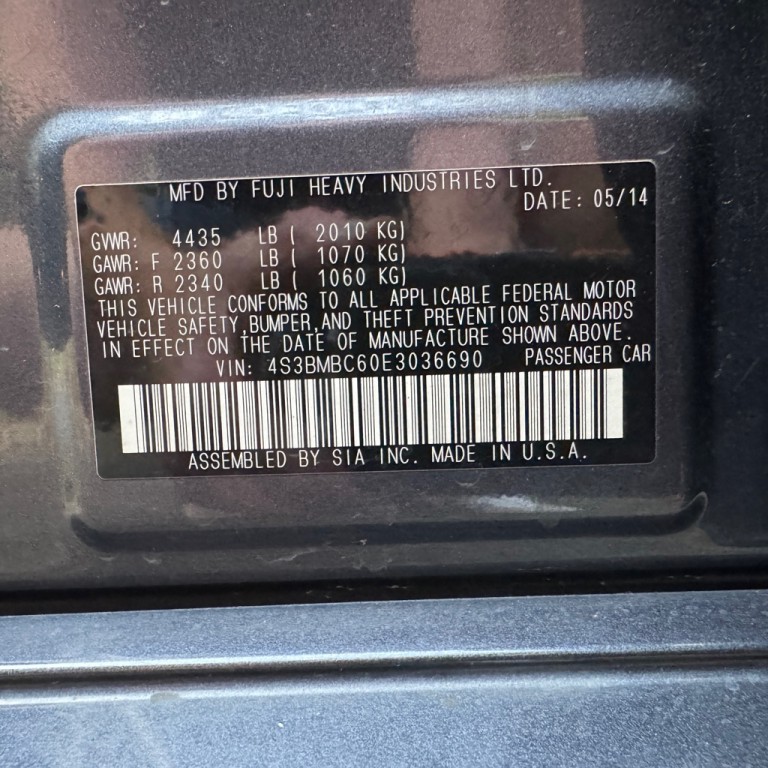 MFD BY FUJI HEAVY INDUSTRIES LTD.
DATE: 05/14
GVWR: 4435 LB ( 2010 KG)
GAWR: F 2360 LB ( 1070 KG)
GAWR: R 2340 LB ( 1060 KG)
THIS VEHICLE CONFORMS TO ALL APPLICABLE FEDERAL MOTOR
VEHICLE SAFETY,BUMPER,AND THEFT PREVENTION STANDARDS
IN EFFECT ON THE DATE OF MANUFACTURE SHOWN ABOVE.
VIN: 4S3BMBC60E3036690 PASSENGER CAR
ASSEMBLED BY SIA INC. MADE IN U.S.A.